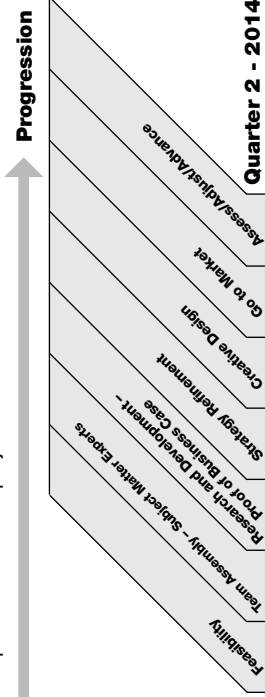 Progression
Feasibility
Team Assembly – Subject Matter Experts
Research and Development –
Proof of Business Case
Strategy Refinement
Creative Design
Go to Market
Assess/Adjust/Advance
Quarter 2 - 2014